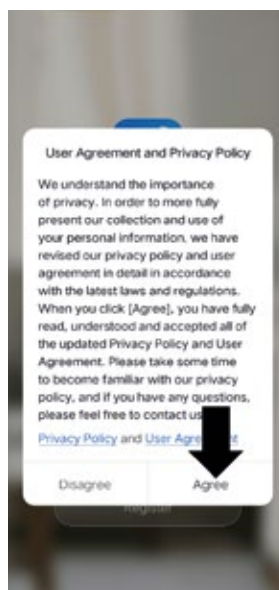 User Agreement and Privacy Policy
We understand the importance
of privacy. In order to more fully
present our collection and use of
your personal information, we have
revised our privacy policy and user
agreement in detail in accordance
with the latest laws and regulations.
When you click [Agree], you have fully
read, understood and accepted all of
the updated Privacy Policy and User
Agreement. Please take some time
to become familiar with our privacy
policy, and if you have any questions,
please feel free to contact us
Privacy Policy and User Agreement
Disagree Agree
Register